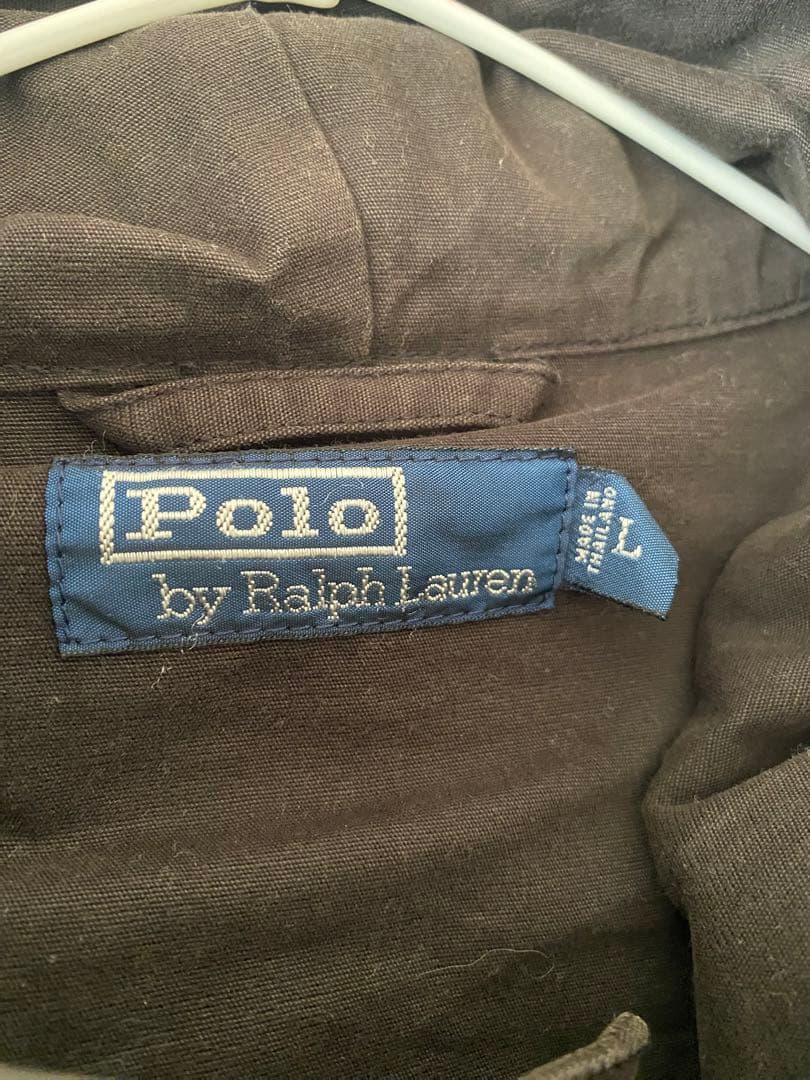 Polo
by Ralph Lauren
MADE IN
THAILAND
L